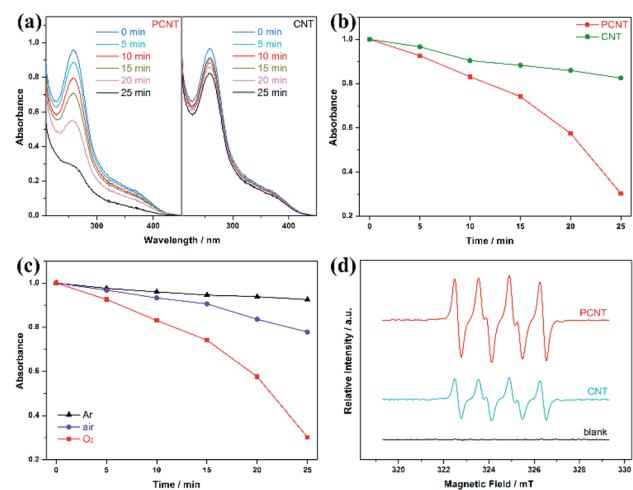 (a)
PCNT
0 min
5 min
10 min
15 min
20 min
25 min
CNT
0 min
5 min
10 min
15 min
20 min
25 min
Absorbance
1.0
0.8
0.6
0.4
0.2
0.0
300
400
300
400
Wavelength / nm
(b)
PCNT
CNT
Absorbance
1.0
0.8
0.6
0.4
0.2
0
5
10
15
20
25
Time / min
(c)
Absorbance
1.0
0.8
0.6
0.4
0.2
Ar
air
O₂
0
5
10
15
20
25
Time / min
(d)
Relative Intensity / a.u.
PCNT
CNT
blank
320
322
324
326
328
330
Magnetic Field / mT